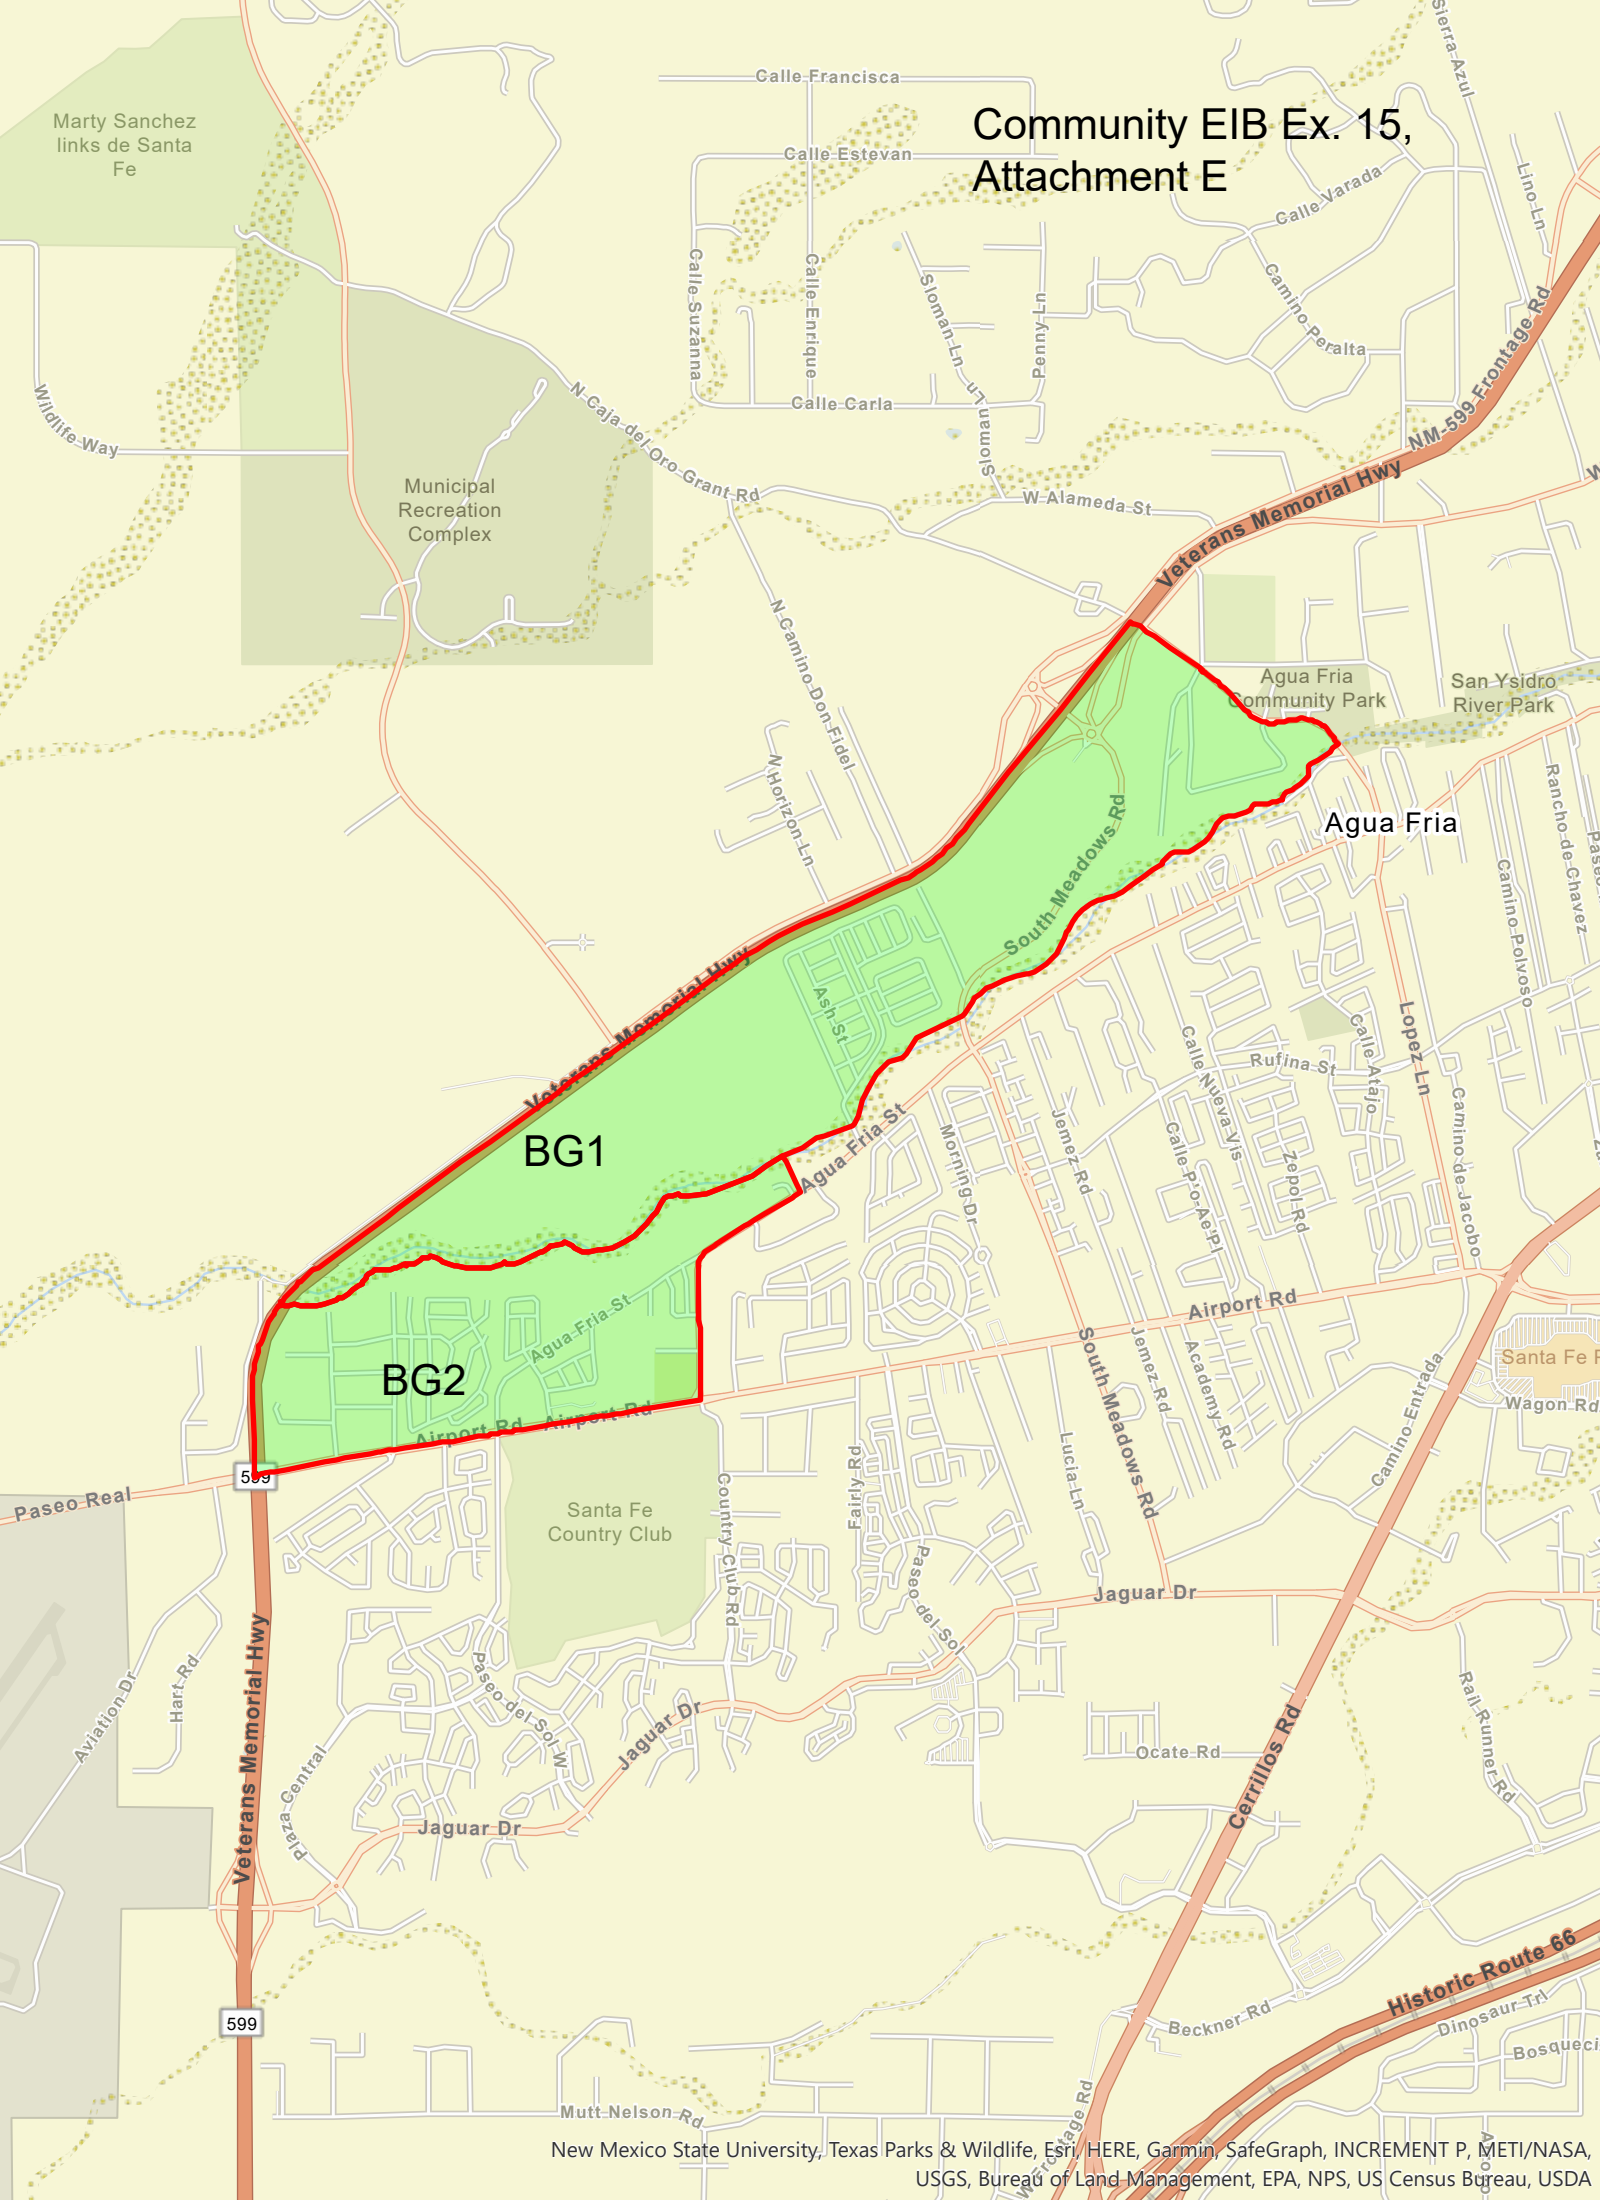 Sierra Azul
Calle Francisca
Community EIB Ex. 15,
Attachment E
Marty Sanchez
links de Santa
Fe
Calle Estevan
Calle Varada
Lino Ln
Calle Suzanna
Calle Enrique
Sloman Ln
Penny Ln
Camino Peralta
NM-599 Frontage Rd
Wildlife Way
N Caja del Oro Grant Rd
Calle Carla
Sloman Ln
Municipal
Recreation
Complex
W Alameda St
Veterans Memorial Hwy
N Camino Don Fidel
Agua Fria
Community Park
San Ysidro
River Park
N Horizon Ln
South Meadows Rd
Agua Fria
Rancho de Chavez
Camino Polvoso
Veterans Memorial Hwy
Ash St
Calle Nueva Vis
Rufina St
Calle Atajo
Lopez Ln
Camino de Jacobo
BG1
Agua Fria St
Morning Dr
Jemez Rd
Calle P'o Ae'Pl
Zepol Rd
Agua Fria St
BG2
Airport Rd
Airport Rd
Airport Rd
South Meadows Rd
Jemez Rd
Academy Rd
Camino Entrada
Santa Fe P
Wagon Rd
599
Paseo Real
Santa Fe
Country Club
Country Club Rd
Fairly Rd
Lucia Ln
Paseo del Sol
Jaguar Dr
Veterans Memorial Hwy
Aviation Dr
Hart Rd
Paseo del Sol W
Jaguar Dr
Plaza Central
Jaguar Dr
Ocate Rd
Cerrillos Rd
Rail Runner Rd
599
Historic Route 66
Beckner Rd
Dinosaur Trl
Bosqueci
Mutt Nelson Rd
W Frontage Rd
New Mexico State University, Texas Parks & Wildlife, Esri, HERE, Garmin, SafeGraph, INCREMENT P, METI/NASA,
USGS, Bureau of Land Management, EPA, NPS, US Census Bureau, USDA